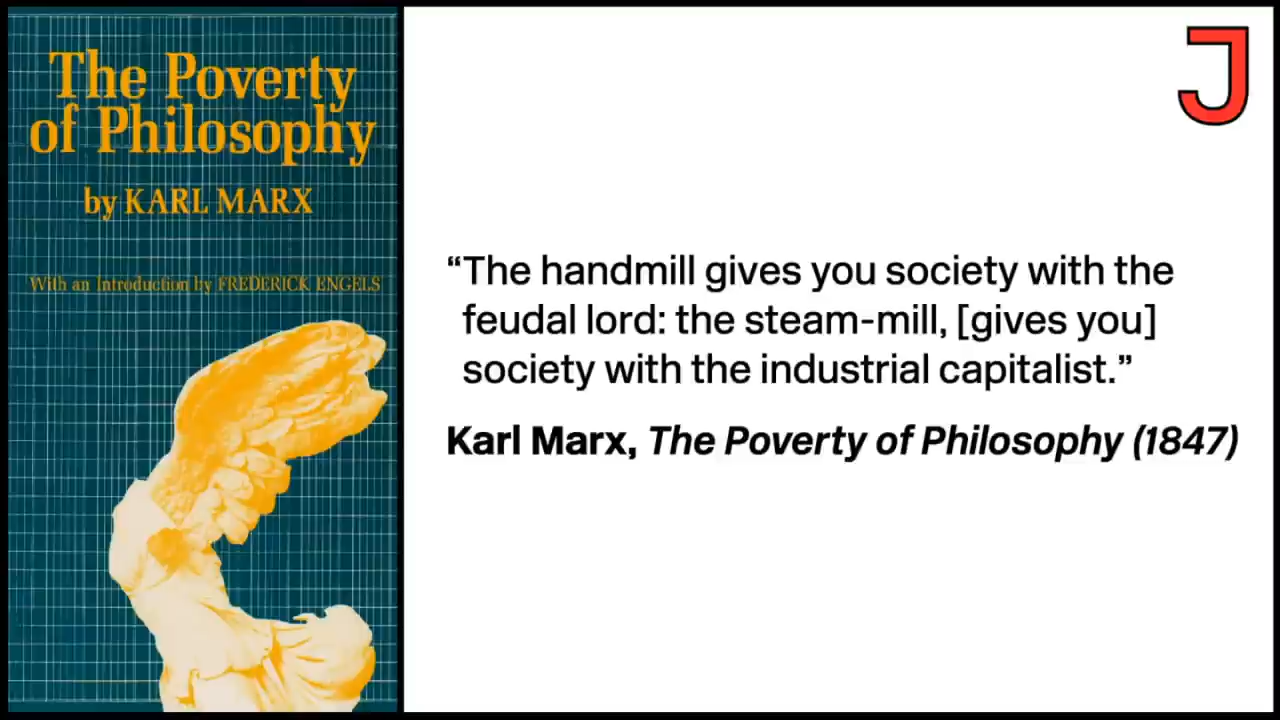 The Poverty
of Philosophy
by KARL MARX
With an Introduction by FREDERICK ENGELS
J
“The handmill gives you society with the
feudal lord: the steam-mill, [gives you]
society with the industrial capitalist.”
Karl Marx, The Poverty of Philosophy (1847)